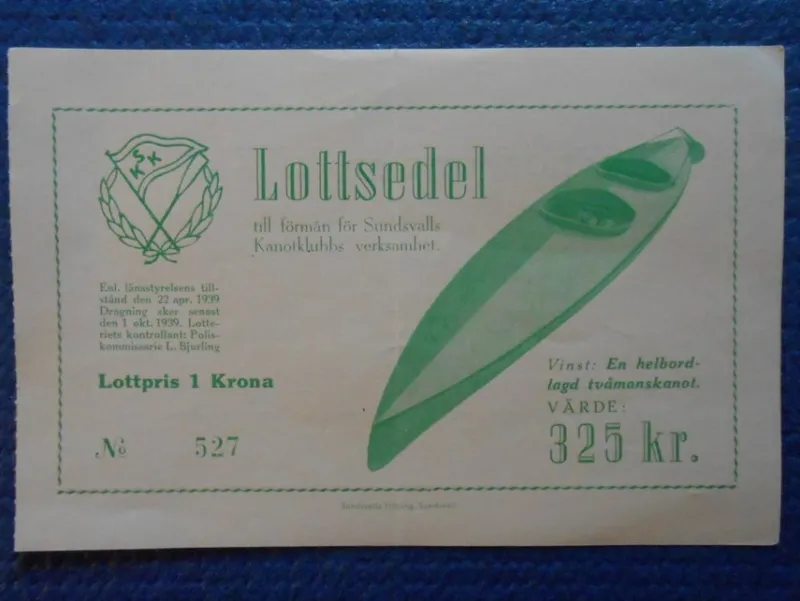 SKK
Lottsedel
till förmån för Sundsvalls
Kanotklubbs verksamhet.
Enl. länsstyrelsens till-
stånd den 22 apr. 1939
Dragning sker senast
den 1 okt. 1939. Lotte-
riets kontrollant: Polis-
kommissarie L. Sjurling
Lottpris 1 Krona
№ 527
Vinst: En helbord-
lagd tvåmanskanot.
VÄRDE:
325 kr.